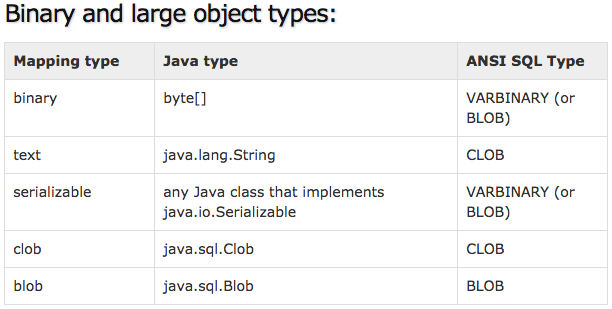 Binary and large object types:
Mapping type Java type ANSI SQL Type
binary byte[] VARBINARY (or
BLOB)
text java.lang.String CLOB
serializable any Java class that implements VARBINARY (or
java.io.Serializable BLOB)
clob java.sql.Clob CLOB
blob java.sql.Blob BLOB